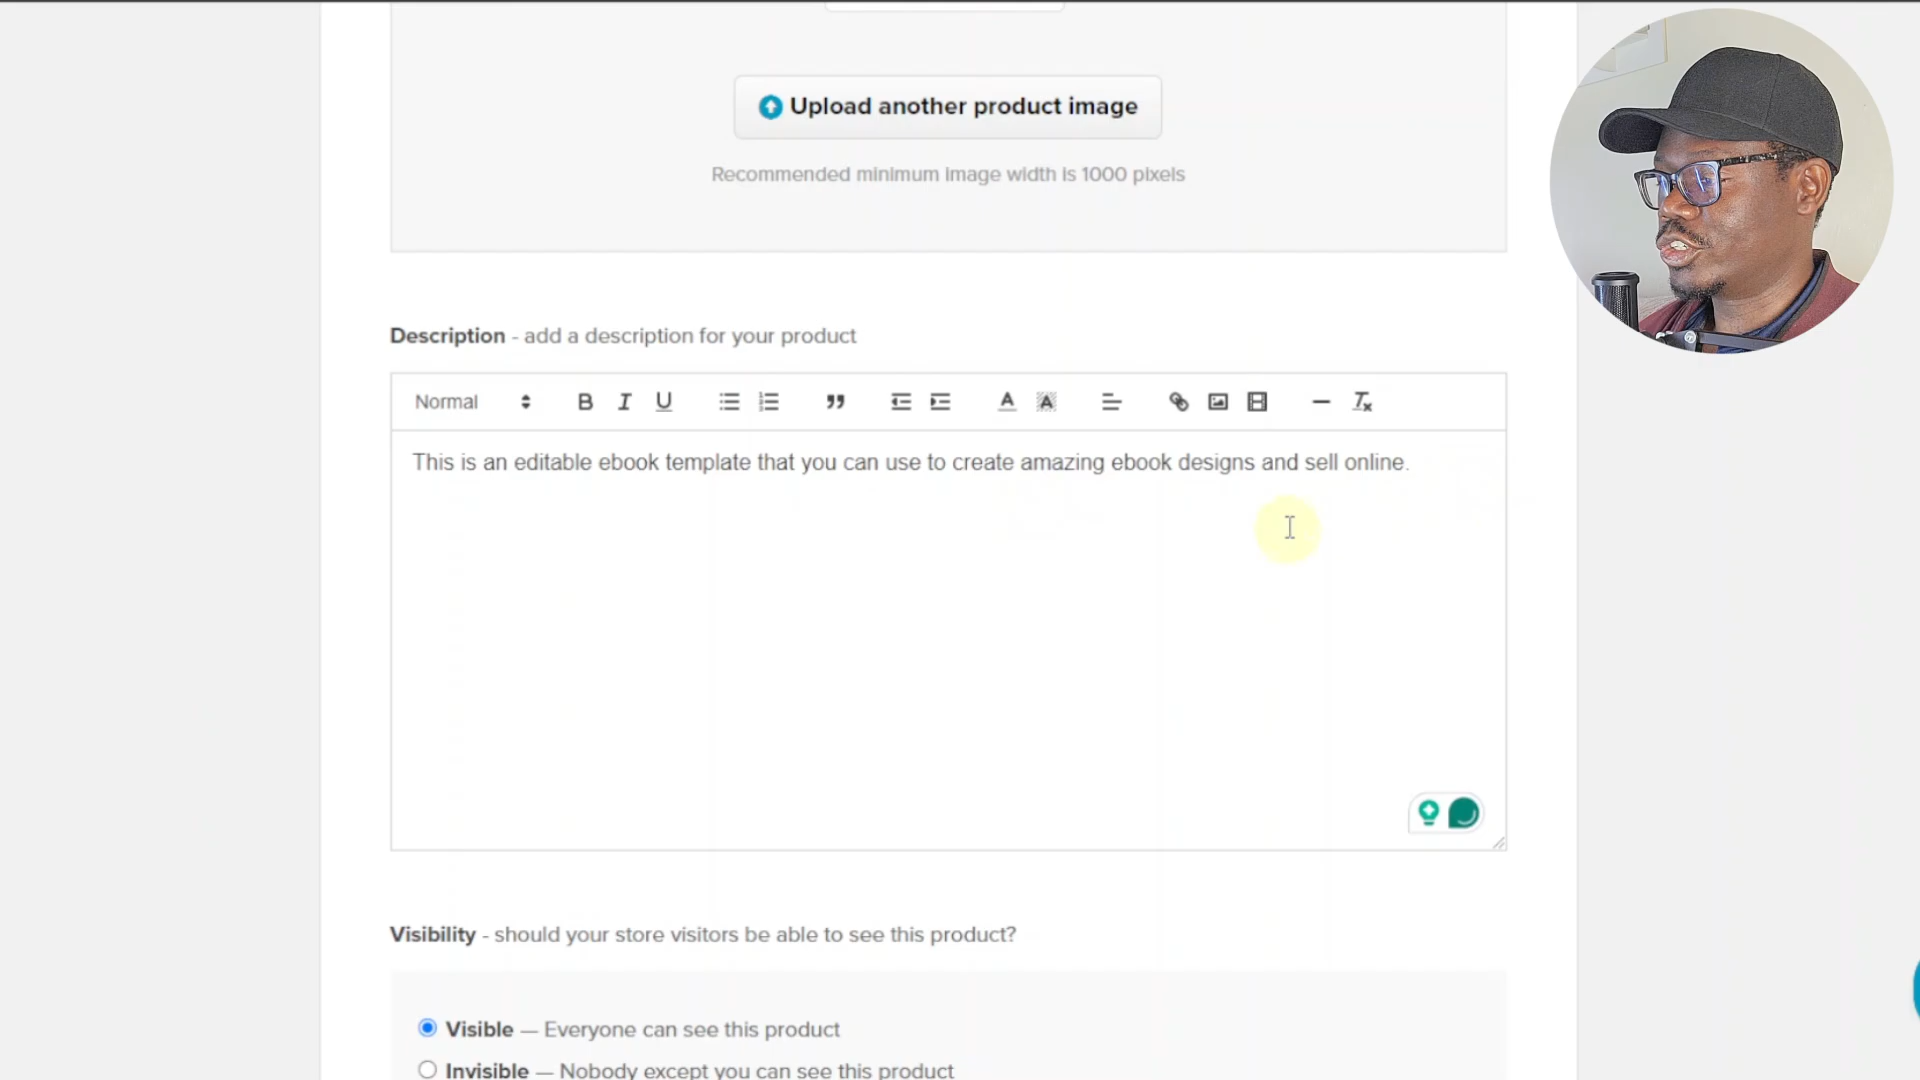 Upload another product image
Recommended minimum image width is 1000 pixels
Description - add a description for your product
Normal
This is an editable ebook template that you can use to create amazing ebook designs and sell online.
Visibility - should your store visitors be able to see this product?
Visible — Everyone can see this product
Invisible — Nobody except you can see this product